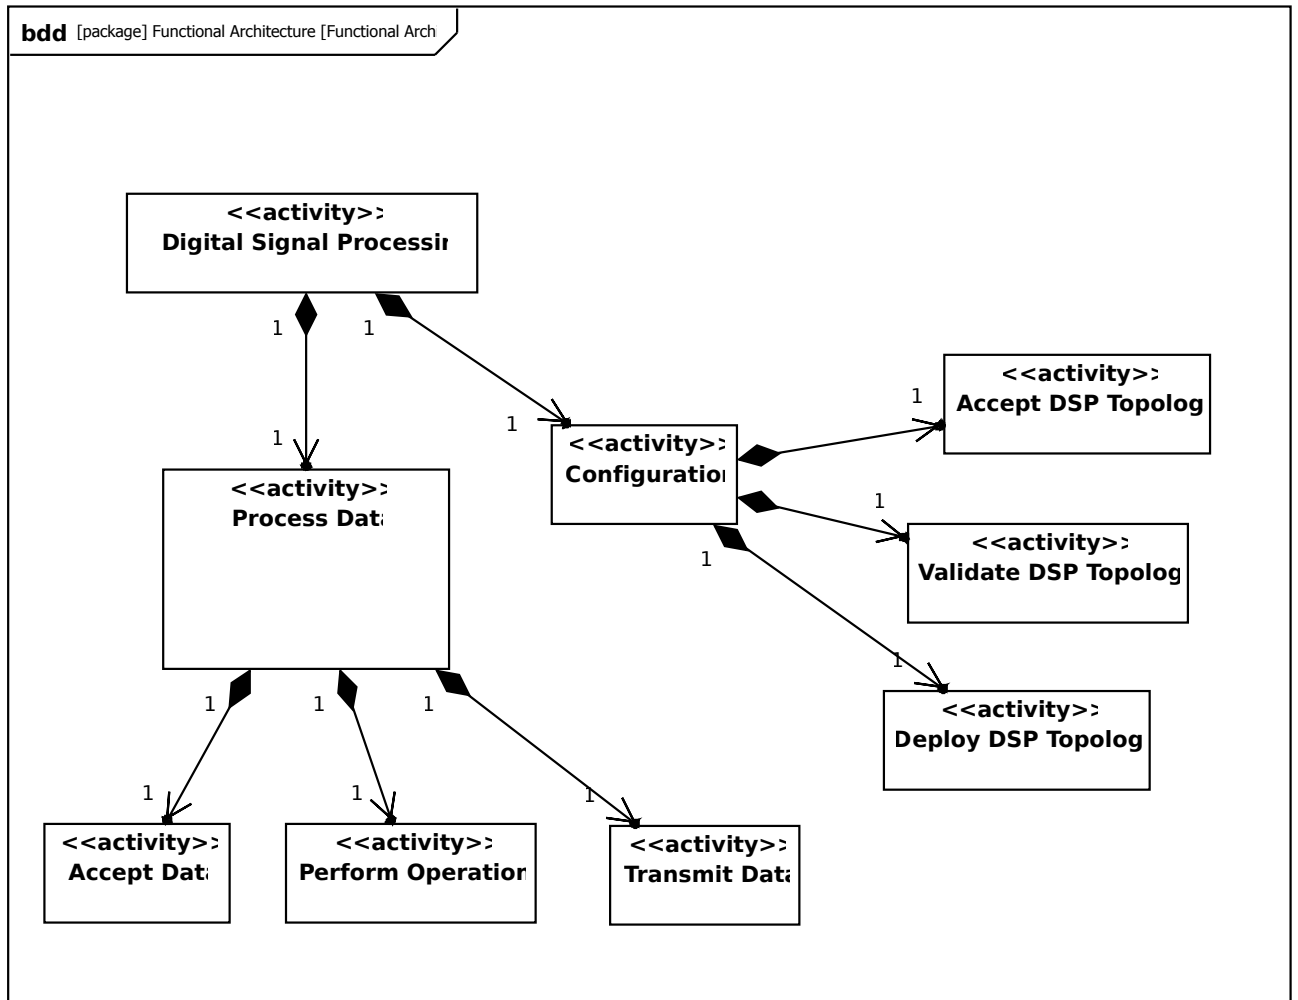 bdd [package] Functional Architecture [Functional Arch
<<activity>>
Digital Signal Processin
1
1
1
1
<<activity>>
Process Data
<<activity>>
Configuration
1
<<activity>>
Accept DSP Topolog
1
<<activity>>
Validate DSP Topolog
1
1
<<activity>>
Deploy DSP Topolog
1
1
1
1
1
1
<<activity>>
Accept Data
<<activity>>
Perform Operation
<<activity>>
Transmit Data